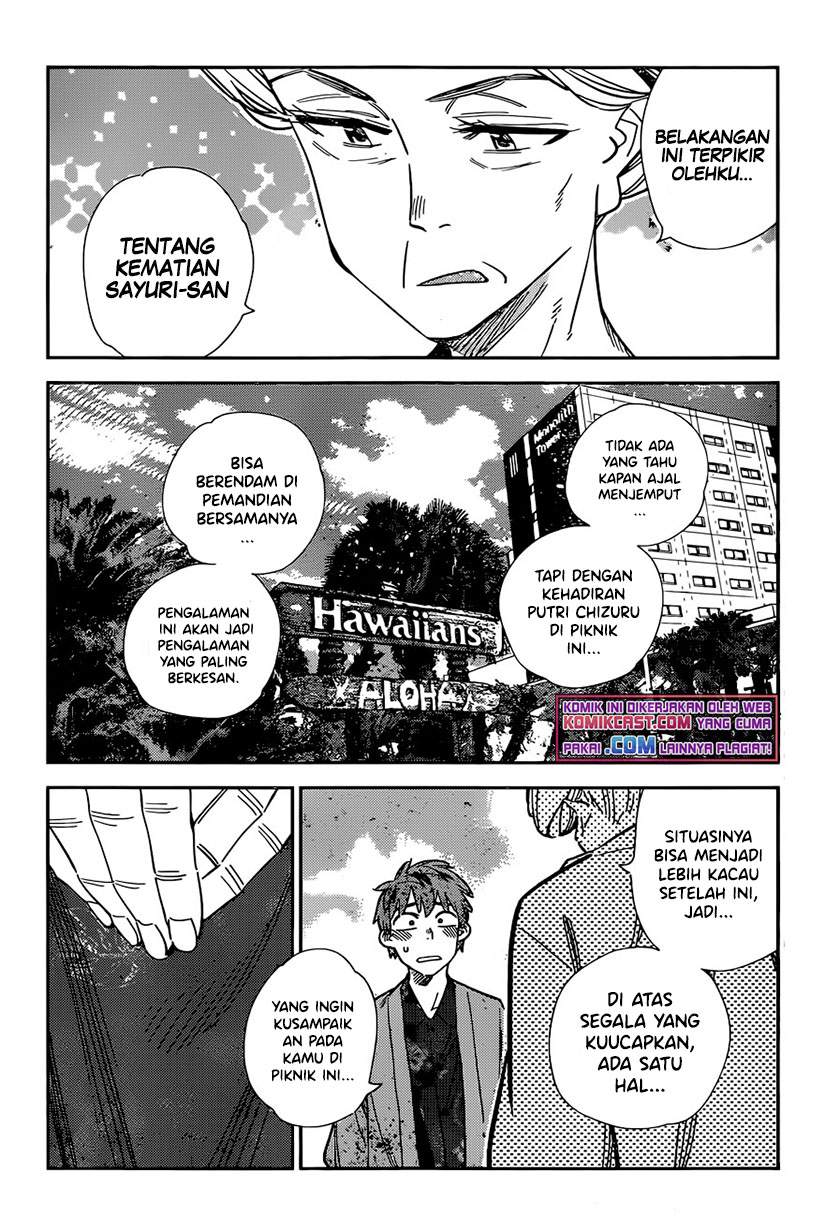 BELAKANGAN
INI TERPIKIR
OLEHKU...
TENTANG
KEMATIAN
SAYURI-SAN
Monolith
Tower
TIDAK ADA
YANG TAHU
KAPAN AJAL
MENJEMPUT
...
TAPI DENGAN
KEHADIRAN
PUTRI CHIZURU
DI PIKNIK
INI...
BISA
BERENDAM DI
PEMANDIAN
BERSAMANYA
...
PENGALAMAN
INI AKAN JADI
PENGALAMAN
YANG PALING
BERKESAN.
Hawaiians
ALOHA
KOMIK INI DIKERJAKAN OLEH WEB
KOMIKCAST.COM YANG CUMA
PAKAI .COM LAINNYA PLAGIAT!
SITUASINYA
BISA MENJADI
LEBIH KACAU
SETELAH INI,
JADI...
DI ATAS
SEGALA YANG
KUUCAPKAN,
ADA SATU
HAL...
YANG INGIN
KUSAMPAIK
AN PADA
KAMU DI
PIKNIK INI...